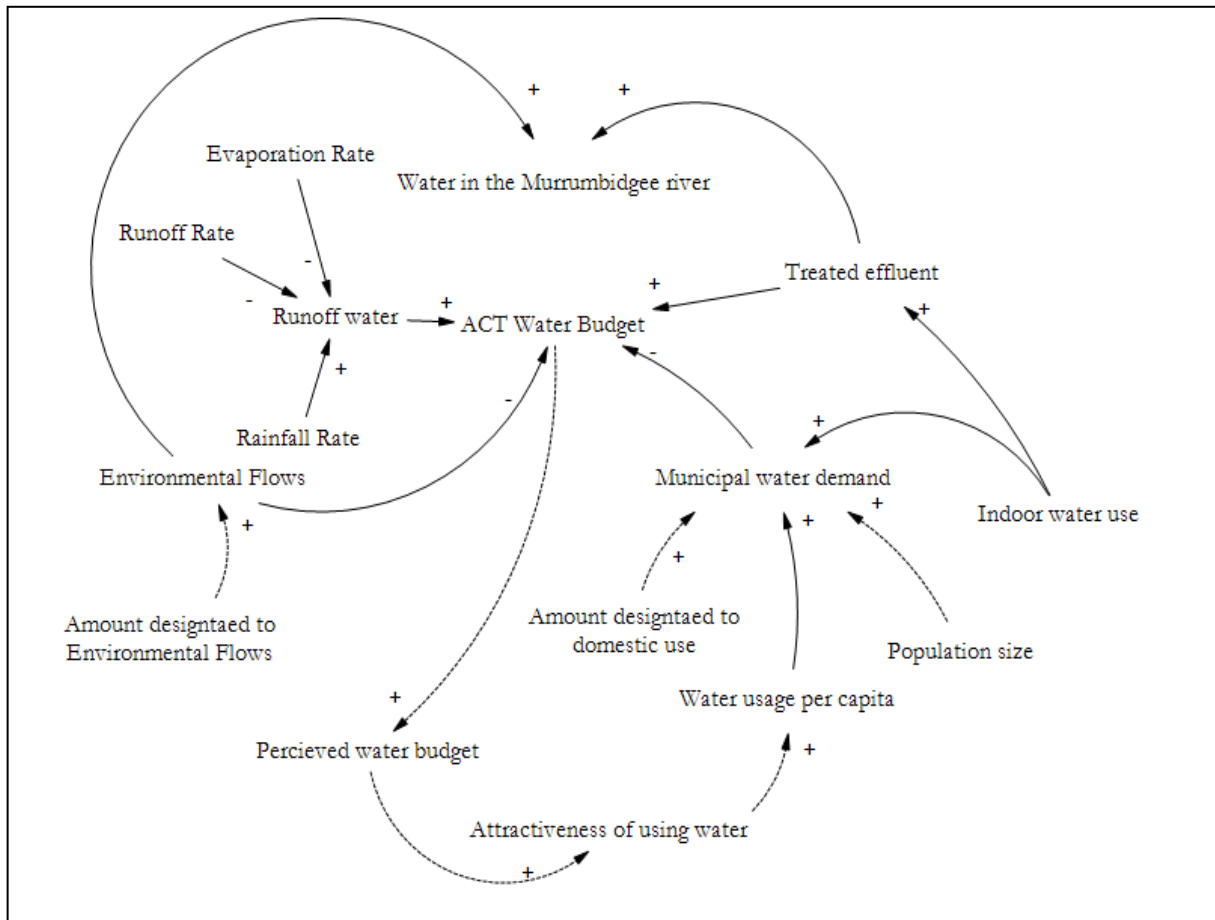 + +
Evaporation Rate
Water in the Murrumbidgee river
Runoff Rate
-
Treated effluent
+
-
+
+
Runoff water
ACT Water Budget
-
+
-
+
Rainfall Rate
Environmental Flows
Municipal water demand
+
Indoor water use
+
+
+
Amount designtaed to
Environmental Flows
Amount designtaed to
domestic use
Population size
+
Water usage per capita
Percieved water budget
+
Attractiveness of using water
+